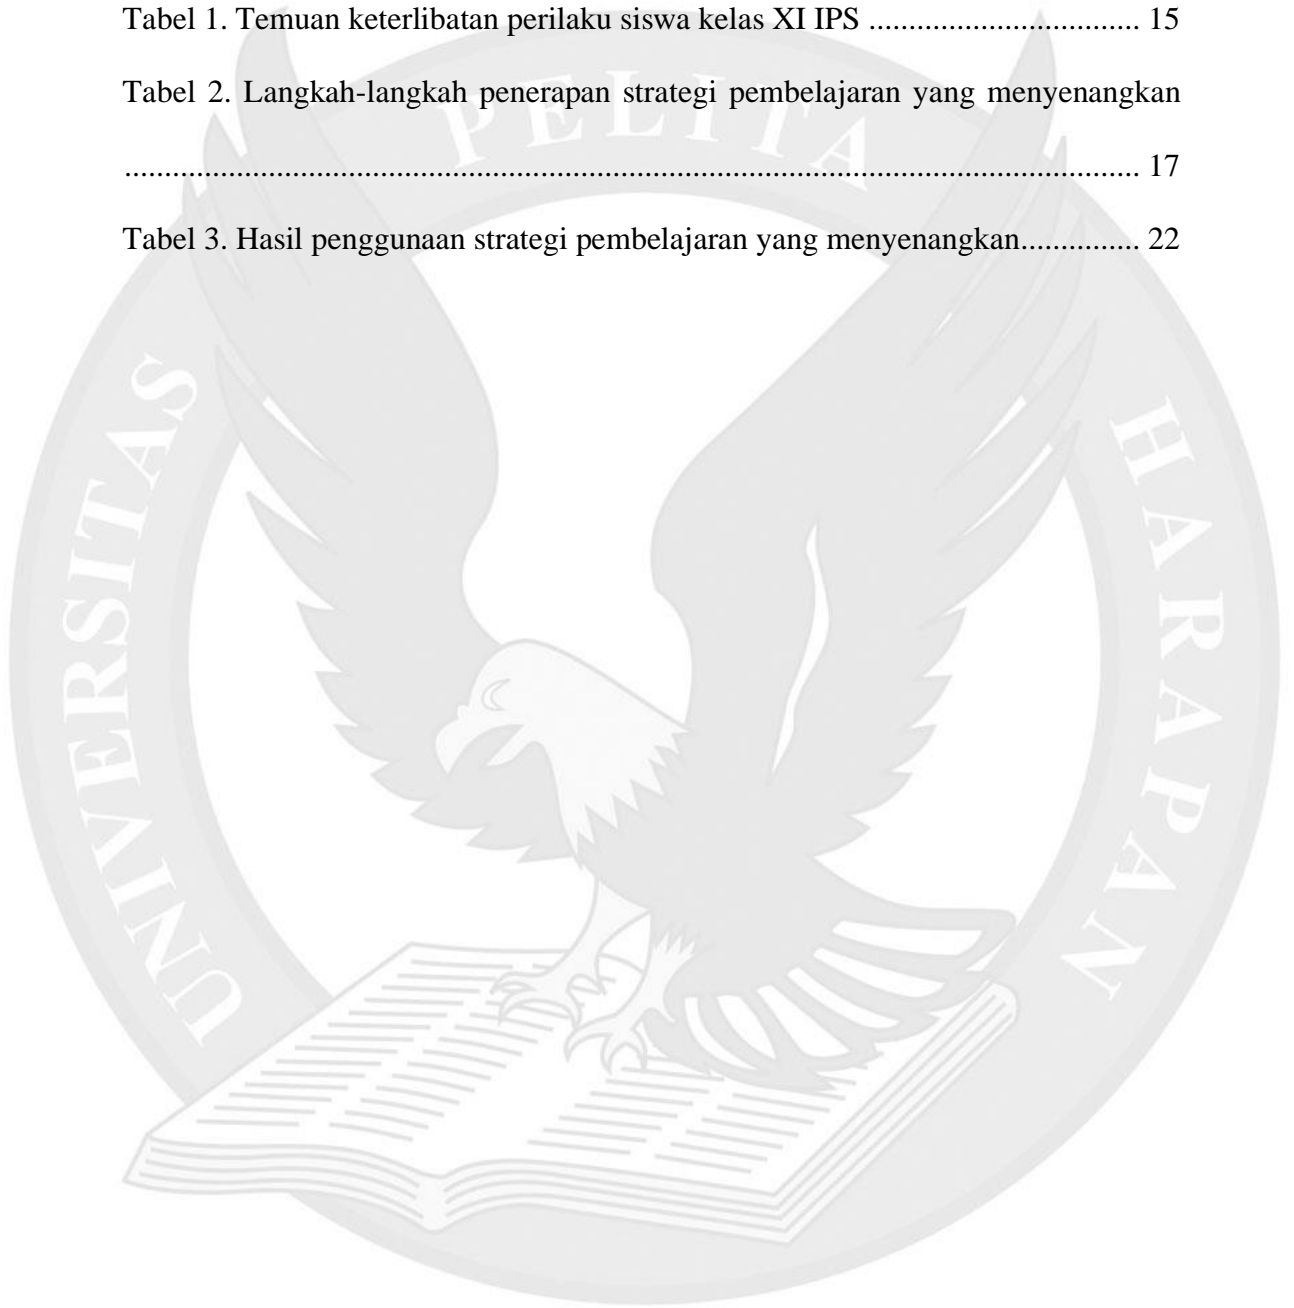 Tabel 1. Temuan keterlibatan perilaku siswa kelas XI IPS .................................. 15
Tabel 2. Langkah-langkah penerapan strategi pembelajaran yang menyenangkan
............................................................................................................................... 17
Tabel 3. Hasil penggunaan strategi pembelajaran yang menyenangkan............... 22
UNIVERSITAS PELITA HARAPAN